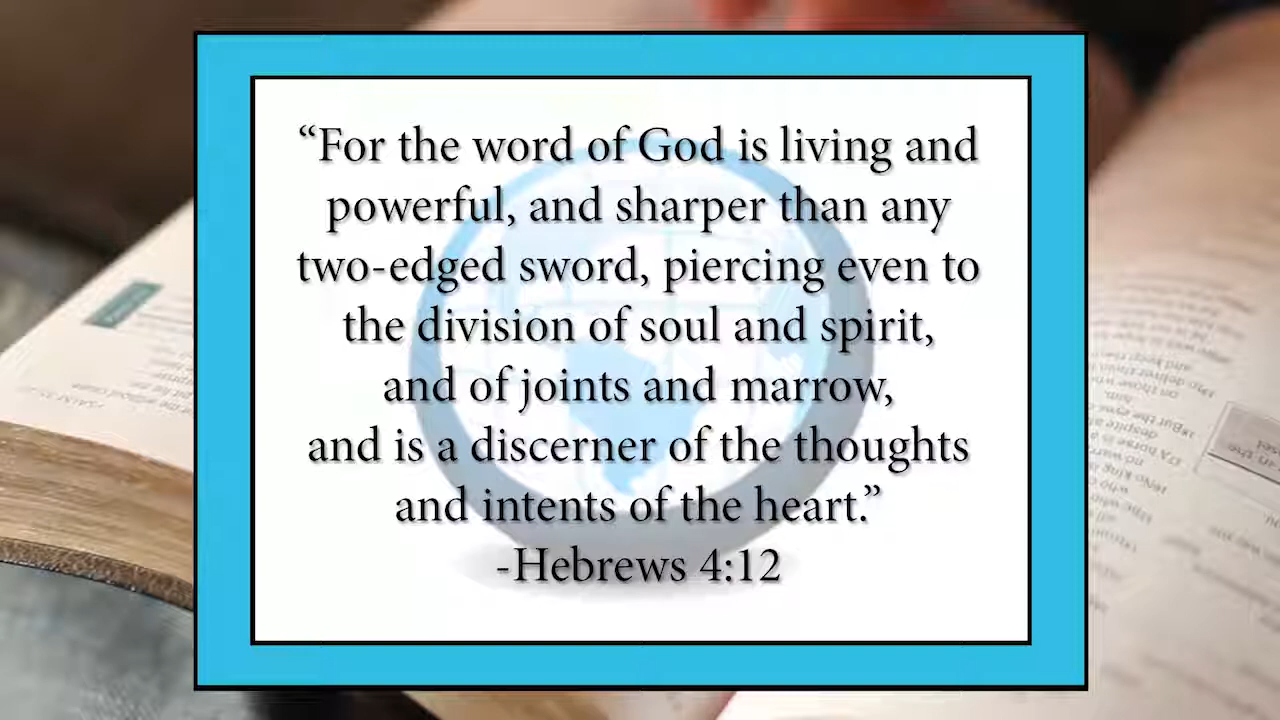 “For the word of God is living and
powerful, and sharper than any
two-edged sword, piercing even to
the division of soul and spirit,
and of joints and marrow,
and is a discerner of the thoughts
and intents of the heart.”
-Hebrews 4:12